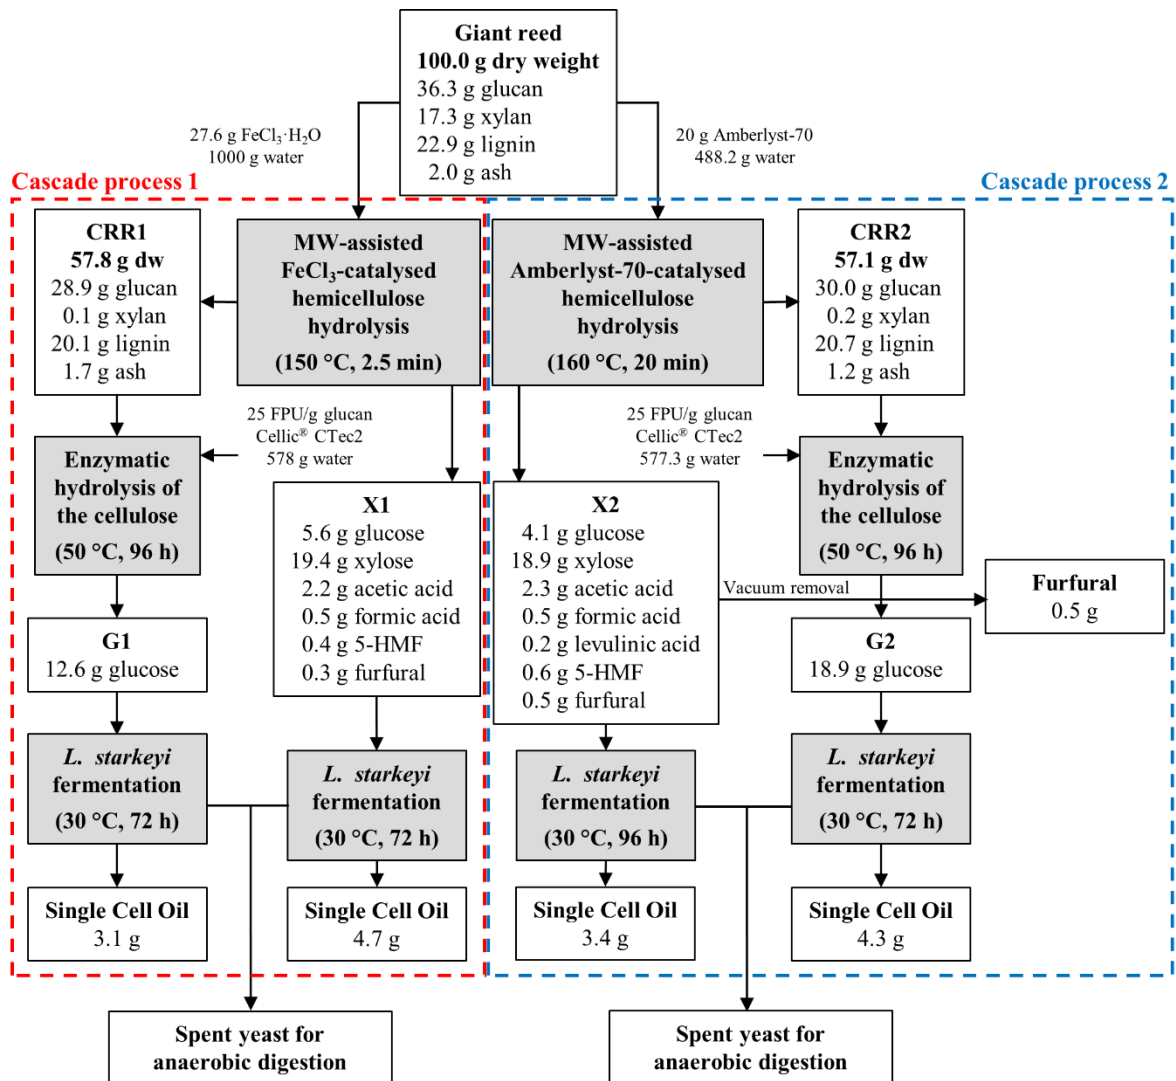 Giant reed
100.0 g dry weight
36.3 g glucan
17.3 g xylan
22.9 g lignin
2.0 g ash
27.6 g FeCl₃·H₂O
1000 g water
20 g Amberlyst-70
488.2 g water
Cascade process 1
Cascade process 2
CRR1
57.8 g dw
28.9 g glucan
0.1 g xylan
20.1 g lignin
1.7 g ash
MW-assisted
FeCl₃-catalysed
hemicellulose
hydrolysis
(150 °C, 2.5 min)
MW-assisted
Amberlyst-70-catalysed
hemicellulose
hydrolysis
(160 °C, 20 min)
CRR2
57.1 g dw
30.0 g glucan
0.2 g xylan
20.7 g lignin
1.2 g ash
25 FPU/g glucan
Cellic® CTec2
578 g water
25 FPU/g glucan
Cellic® CTec2
577.3 g water
Enzymatic
hydrolysis of
the cellulose
(50 °C, 96 h)
X1
5.6 g glucose
19.4 g xylose
2.2 g acetic acid
0.5 g formic acid
0.4 g 5-HMF
0.3 g furfural
X2
4.1 g glucose
18.9 g xylose
2.3 g acetic acid
0.5 g formic acid
0.2 g levulinic acid
0.6 g 5-HMF
0.5 g furfural
Enzymatic
hydrolysis of
the cellulose
(50 °C, 96 h)
Vacuum removal
Furfural
0.5 g
G1
12.6 g glucose
G2
18.9 g glucose
L. starkeyi
fermentation
(30 °C, 72 h)
L. starkeyi
fermentation
(30 °C, 72 h)
L. starkeyi
fermentation
(30 °C, 96 h)
L. starkeyi
fermentation
(30 °C, 72 h)
Single Cell Oil
3.1 g
Single Cell Oil
4.7 g
Single Cell Oil
3.4 g
Single Cell Oil
4.3 g
Spent yeast for
anaerobic digestion
Spent yeast for
anaerobic digestion